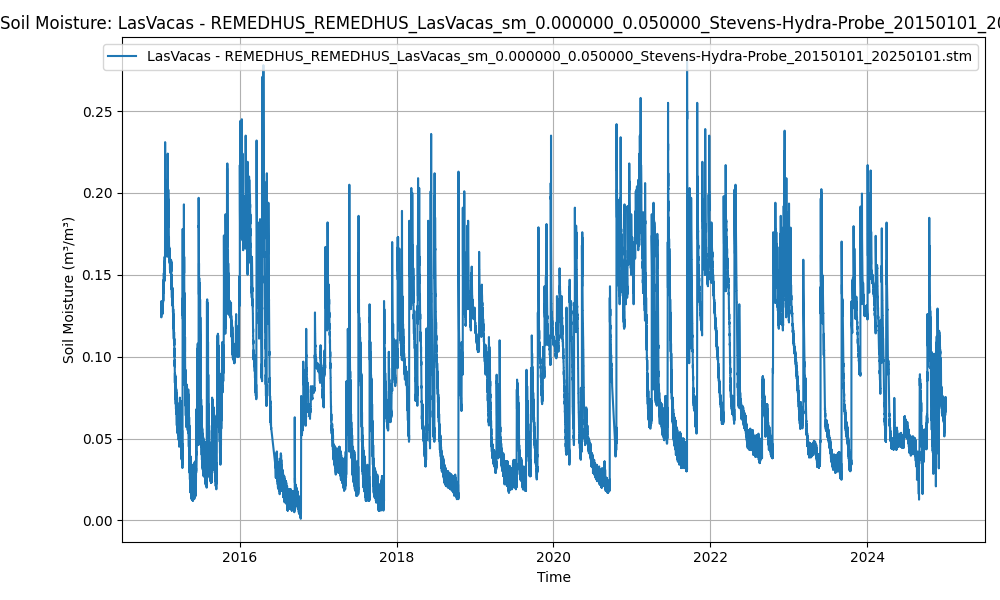 Soil Moisture: LasVacas - REMEDHUS_REMEDHUS_LasVacas_sm_0.000000_0.050000_Stevens-Hydra-Probe_20150101_20
LasVacas - REMEDHUS_REMEDHUS_LasVacas_sm_0.000000_0.050000_Stevens-Hydra-Probe_20150101_20250101.stm
Soil Moisture (m³/m³)
0.25
0.20
0.15
0.10
0.05
0.00
2016 2018 2020 2022 2024
Time